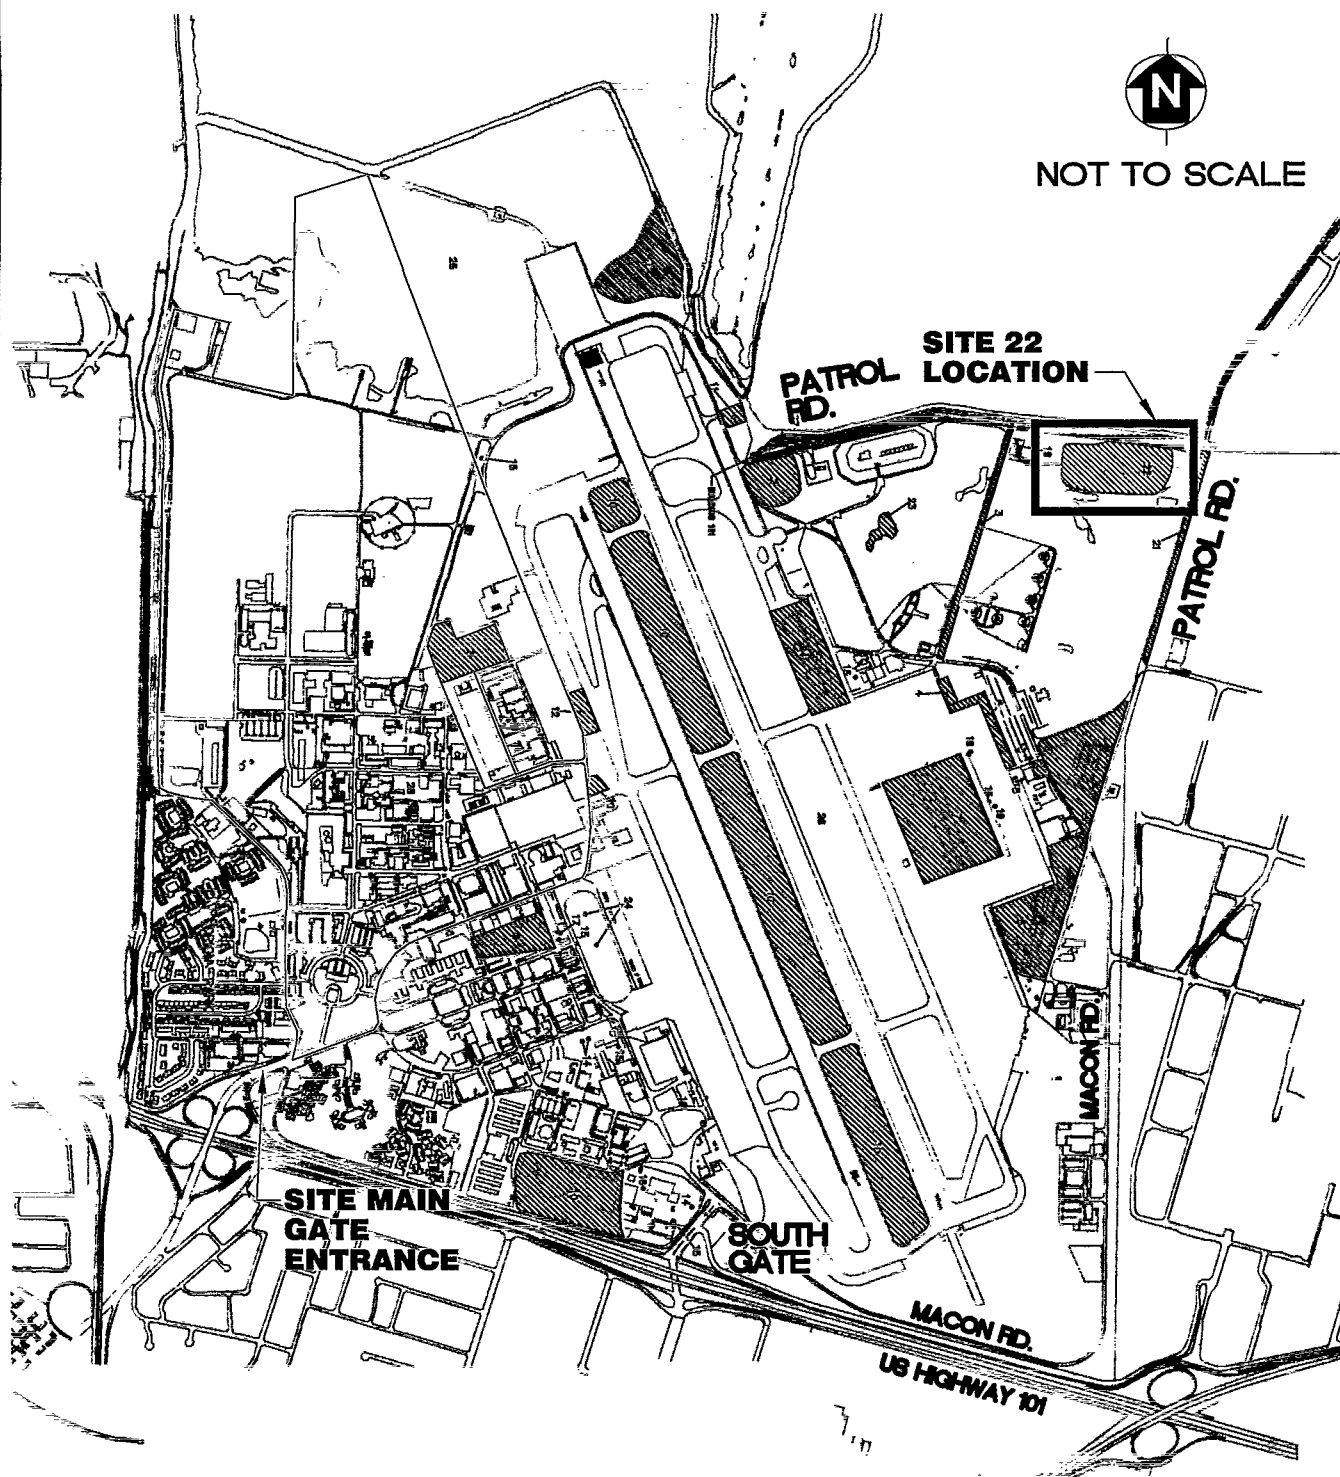 N
NOT TO SCALE
SITE 22
LOCATION
PATROL
RD.
PATROL RD.
MACON RD.
SITE MAIN
GATE
ENTRANCE
SOUTH
GATE
MACON RD.
US HIGHWAY 101